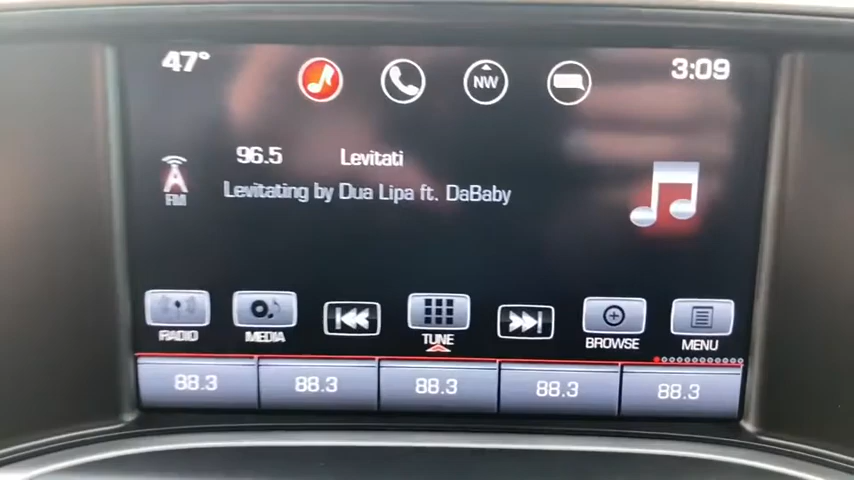 47°
NW
3:09
96.5 Levitati
FM
Levitating by Dua Lipa ft. DaBaby
RADIO MEDIA TUNE BROWSE MENU
88.3 88.3 88.3 88.3 88.3